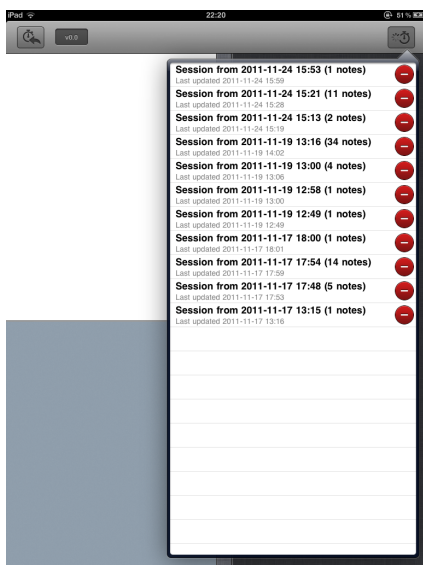 iPad 22:20 51 %
v0.0
Session from 2011-11-24 15:53 (1 notes)
Last updated 2011-11-24 15:59
Session from 2011-11-24 15:21 (11 notes)
Last updated 2011-11-24 15:28
Session from 2011-11-24 15:13 (2 notes)
Last updated 2011-11-24 15:19
Session from 2011-11-19 13:16 (34 notes)
Last updated 2011-11-19 14:02
Session from 2011-11-19 13:00 (4 notes)
Last updated 2011-11-19 13:06
Session from 2011-11-19 12:58 (1 notes)
Last updated 2011-11-19 13:00
Session from 2011-11-19 12:49 (1 notes)
Last updated 2011-11-19 12:49
Session from 2011-11-17 18:00 (1 notes)
Last updated 2011-11-17 18:01
Session from 2011-11-17 17:54 (14 notes)
Last updated 2011-11-17 17:59
Session from 2011-11-17 17:48 (5 notes)
Last updated 2011-11-17 17:53
Session from 2011-11-17 13:15 (1 notes)
Last updated 2011-11-17 13:16